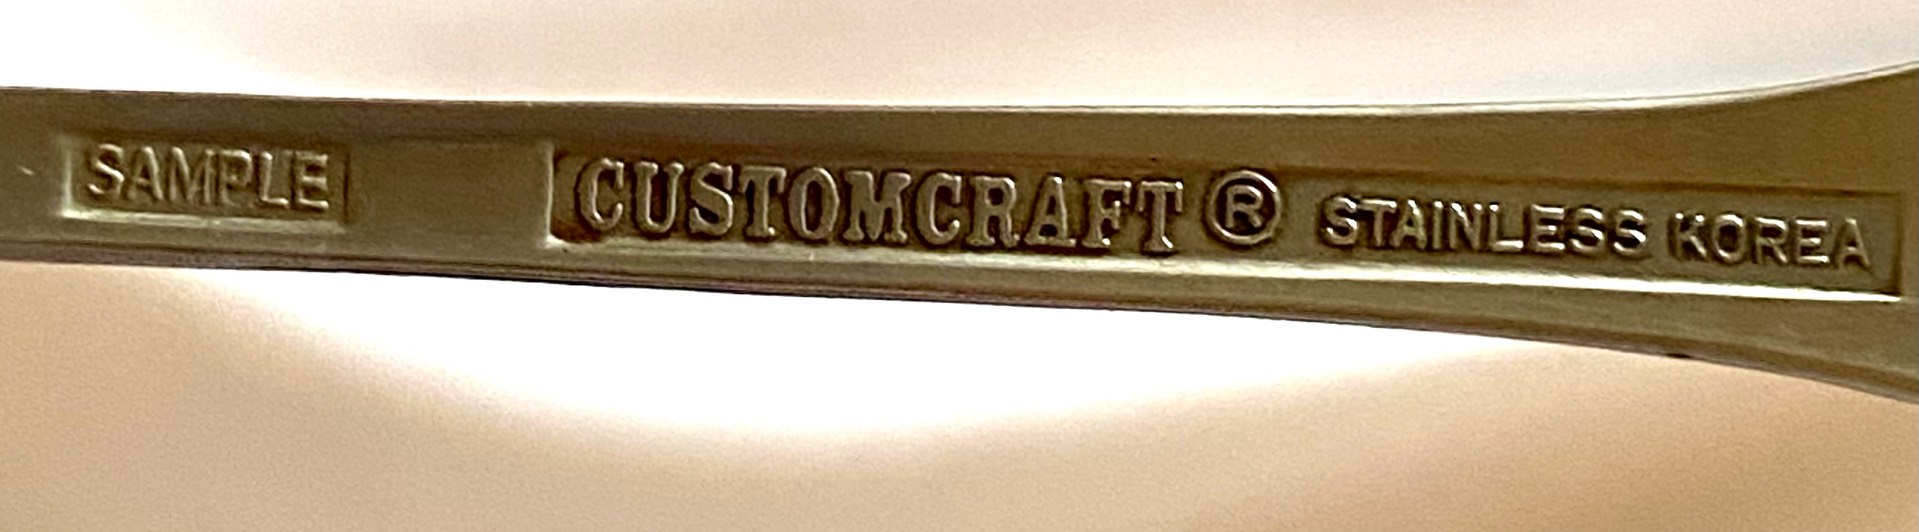 SAMPLE CUSTOMCRAFT ® STAINLESS KOREA